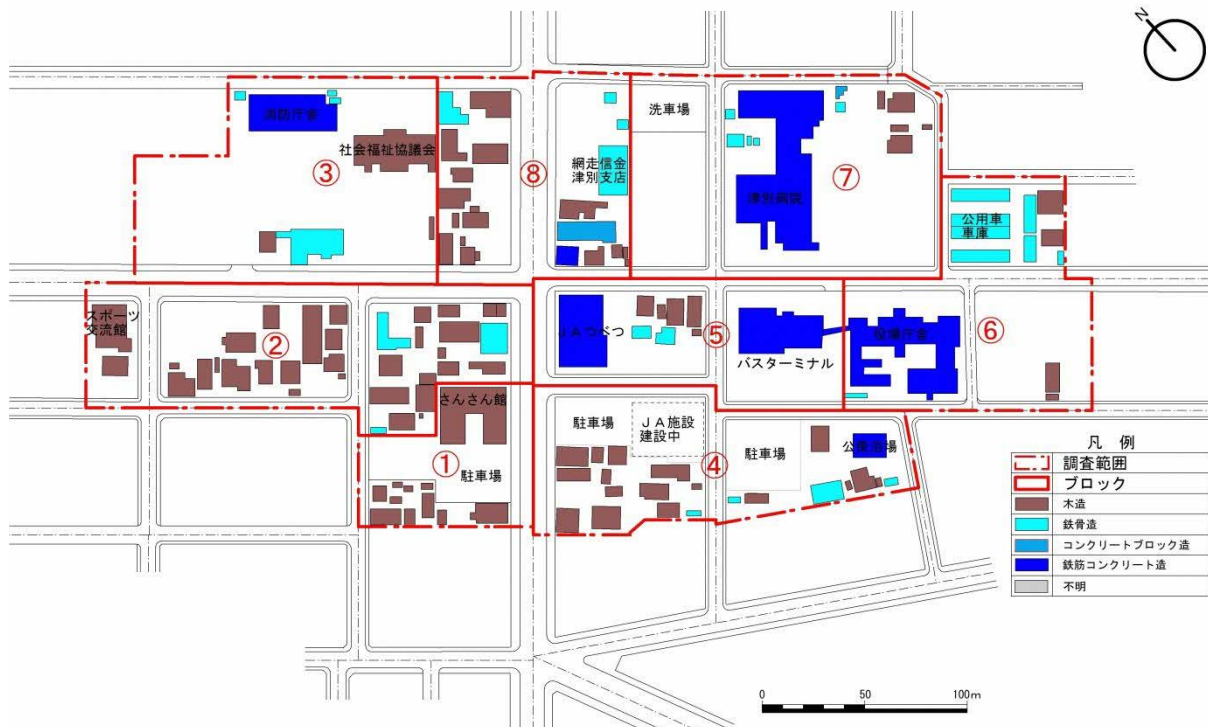 N
消防庁舎
社会福祉協議会
③
⑧
網走信金
津別支店
洗車場
津別病院
⑦
公用車
車庫
スポーツ
交流館
②
JAつべつ
⑤
バスターミナル
役場庁舎
⑥
さんさん館
①
駐車場
駐車場
JA施設
建設中
④
駐車場
公衆浴場
凡 例
調査範囲
ブロック
木造
鉄骨造
コンクリートブロック造
鉄筋コンクリート造
不明
0 50 100m